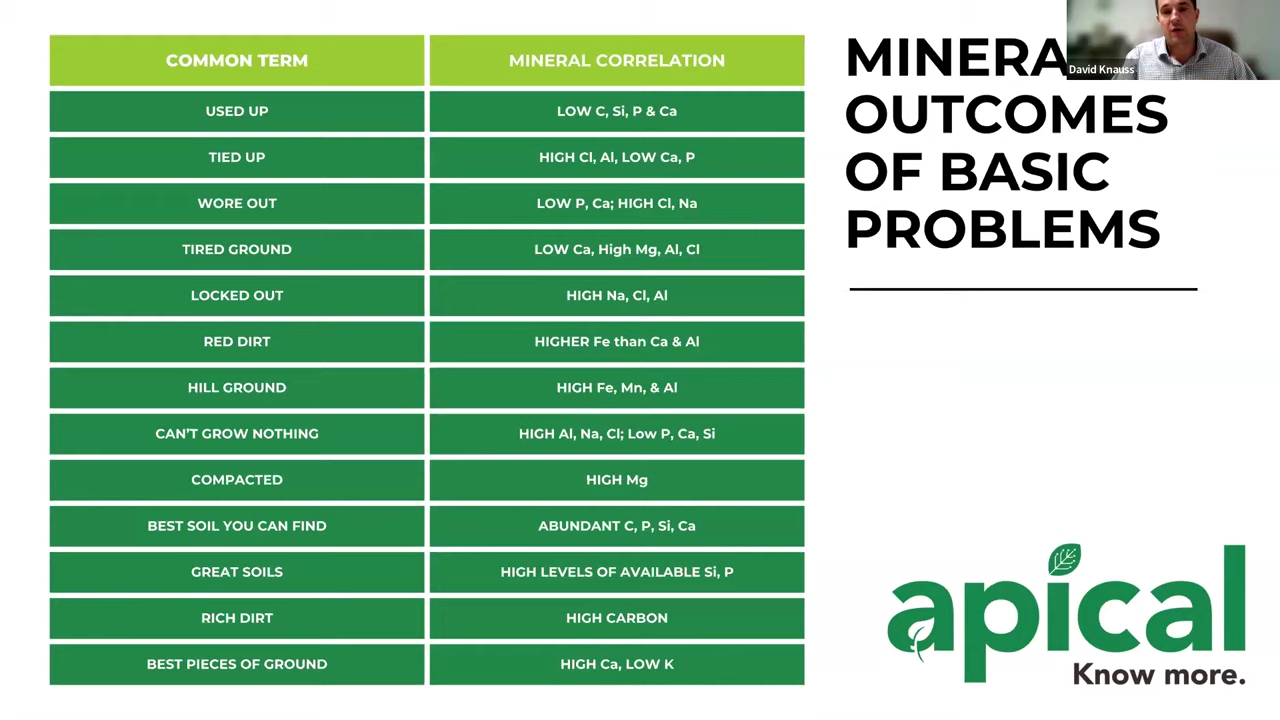 COMMON TERM MINERAL CORRELATION
USED UP LOW C, Si, P & Ca
TIED UP HIGH Cl, Al, LOW Ca, P
WORE OUT LOW P, Ca; HIGH Cl, Na
TIRED GROUND LOW Ca, High Mg, Al, Cl
LOCKED OUT HIGH Na, Cl, Al
RED DIRT HIGHER Fe than Ca & Al
HILL GROUND HIGH Fe, Mn, & Al
CAN'T GROW NOTHING HIGH Al, Na, Cl; Low P, Ca, Si
COMPACTED HIGH Mg
BEST SOIL YOU CAN FIND ABUNDANT C, P, Si, Ca
GREAT SOILS HIGH LEVELS OF AVAILABLE Si, P
RICH DIRT HIGH CARBON
BEST PIECES OF GROUND HIGH Ca, LOW K
MINERA
OUTCOMES
OF BASIC
PROBLEMS
David Knauss
apical
Know more.